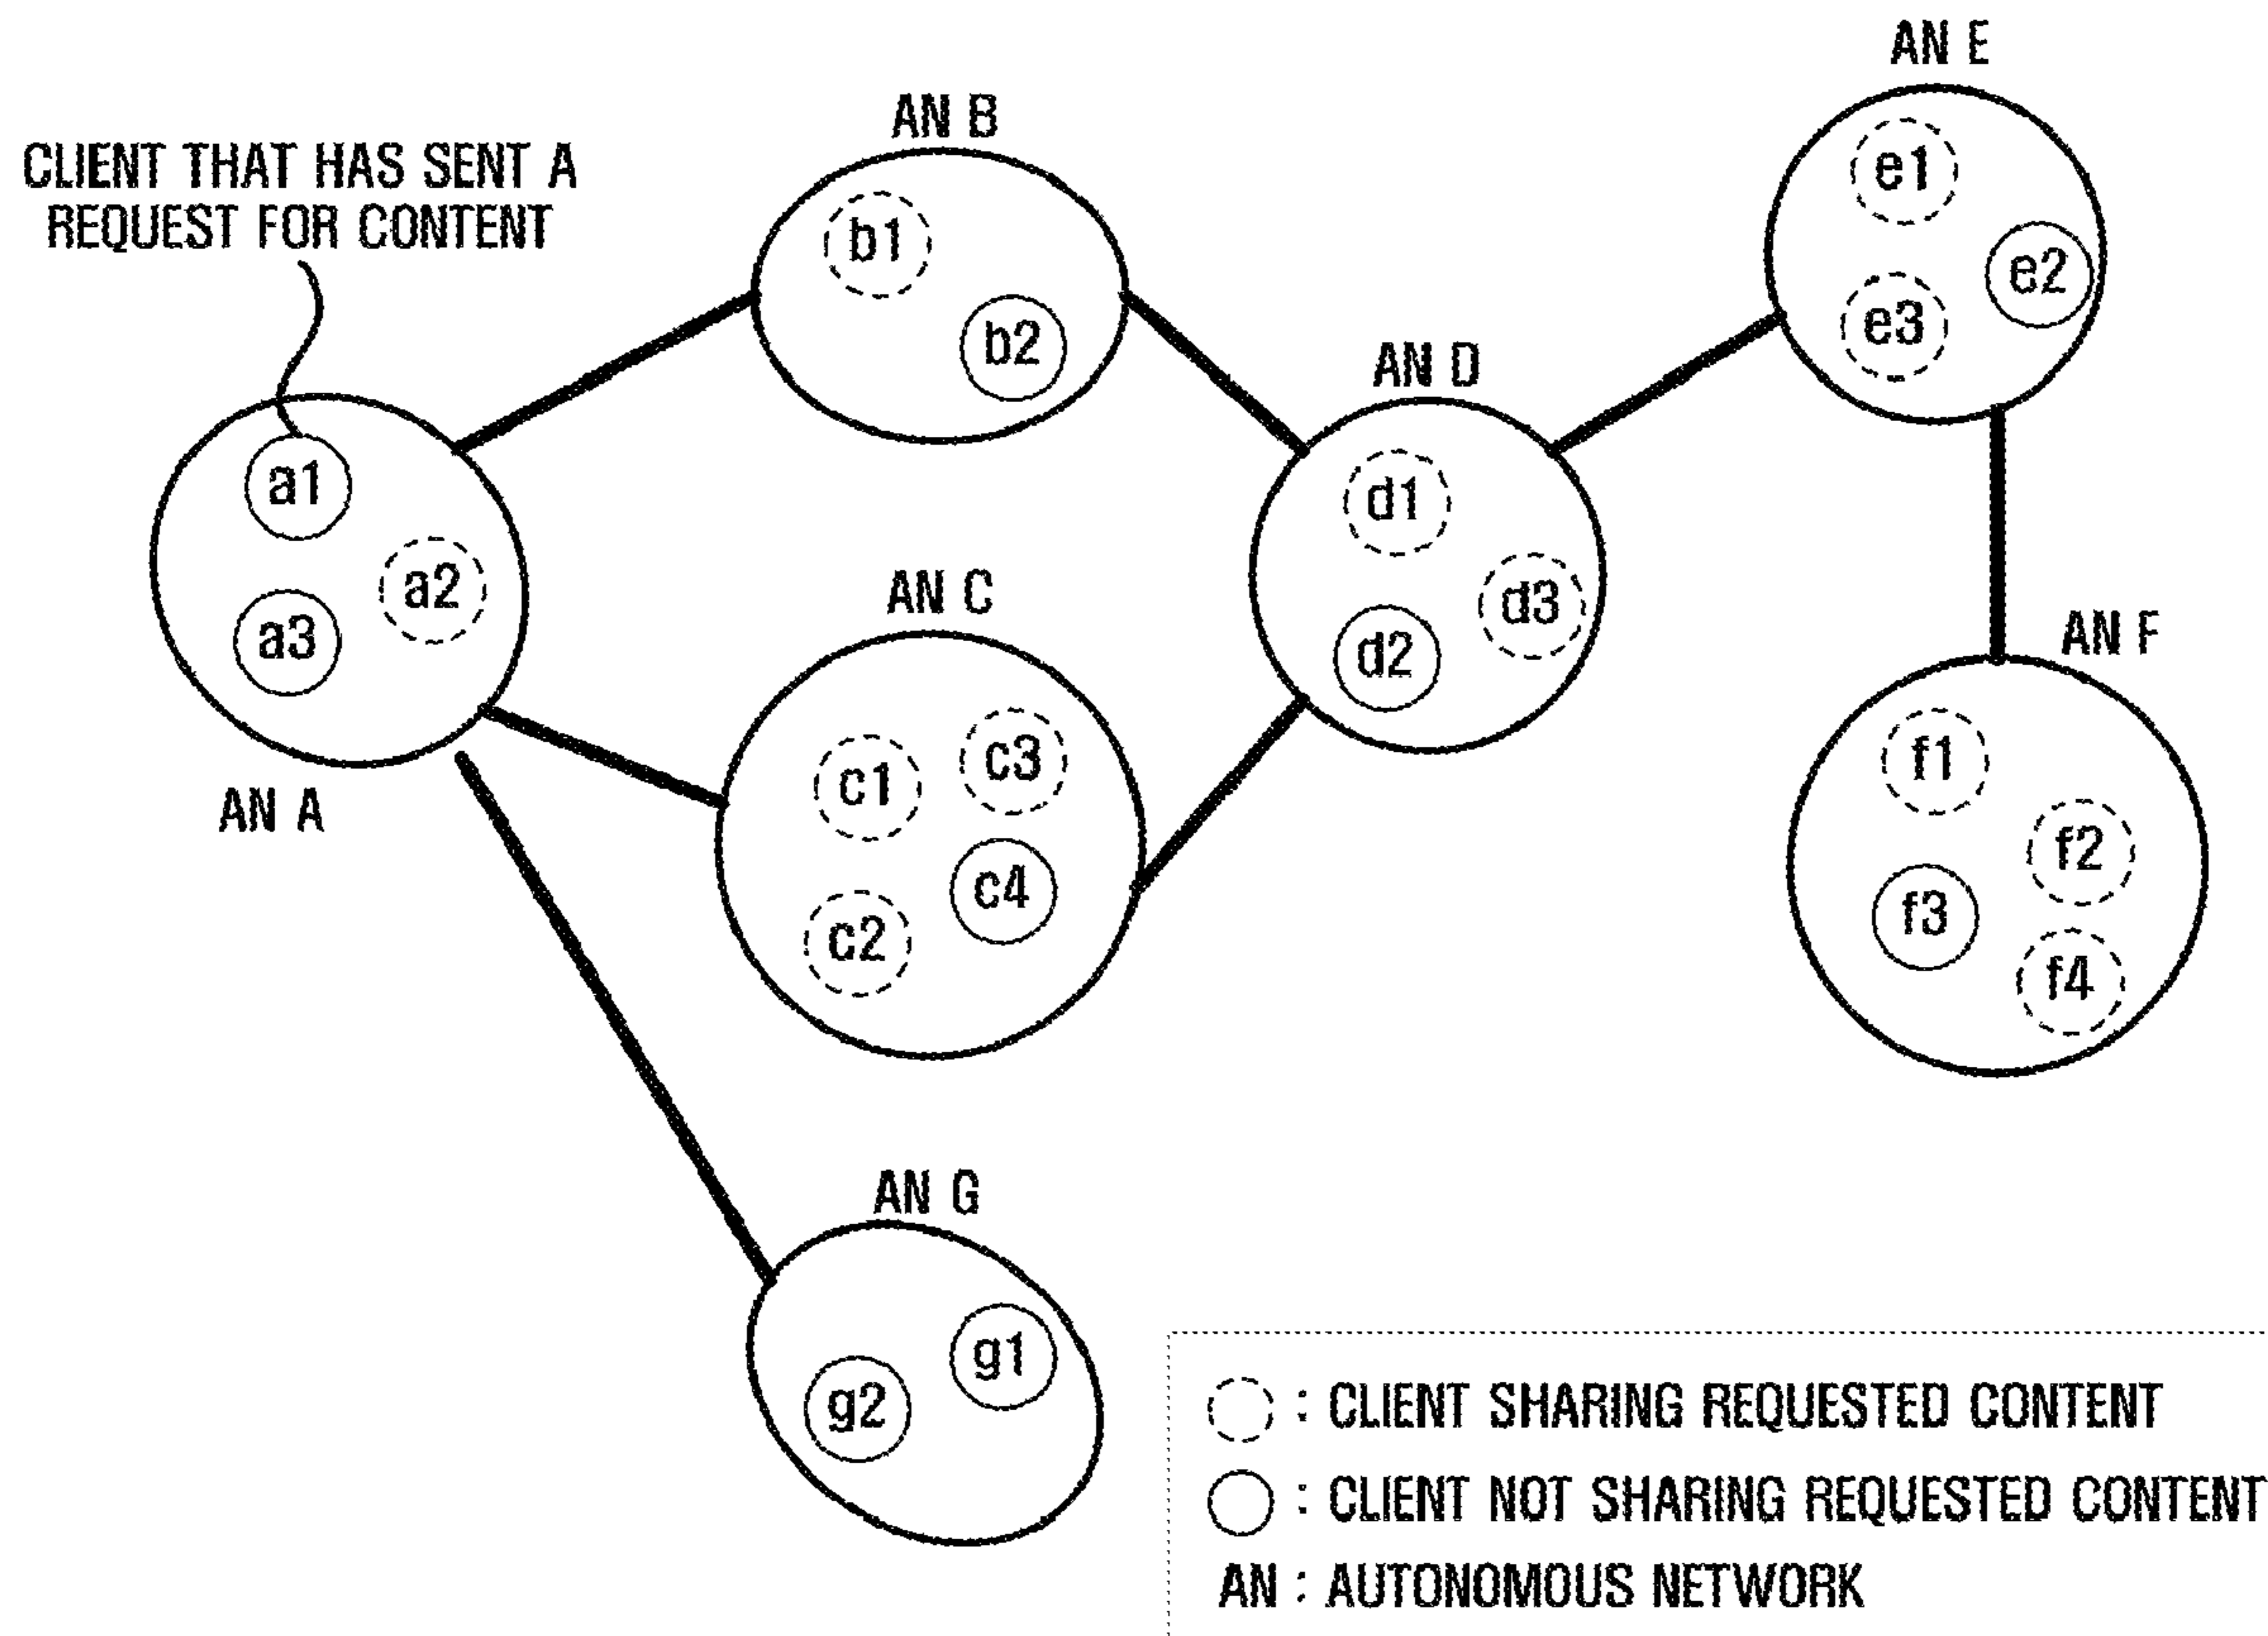 AN E
AN B
CLIENT THAT HAS SENT A
REQUEST FOR CONTENT
e1
b1
e2
e3
b2
AN D
a1
d1
a2
AN C
d3
a3
d2
AN F
c3
f1
c1
AN A
f2
c4
f3
c2
f4
AN G
g1
g2
: CLIENT SHARING REQUESTED CONTENT
: CLIENT NOT SHARING REQUESTED CONTENT
AN : AUTONOMOUS NETWORK